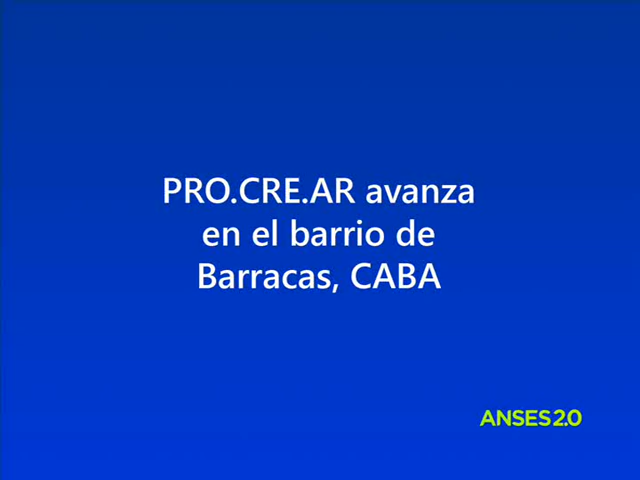 PRO.CRE.AR avanza
en el barrio de
Barracas, CABA
ANSES2.0